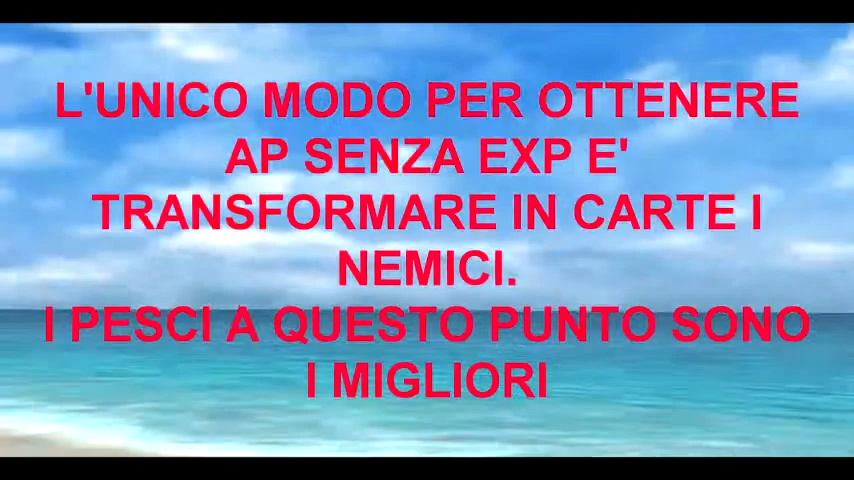 L'UNICO MODO PER OTTENERE
AP SENZA EXP E'
TRANSFORMARE IN CARTE I
NEMICI.
I PESCI A QUESTO PUNTO SONO
I MIGLIORI